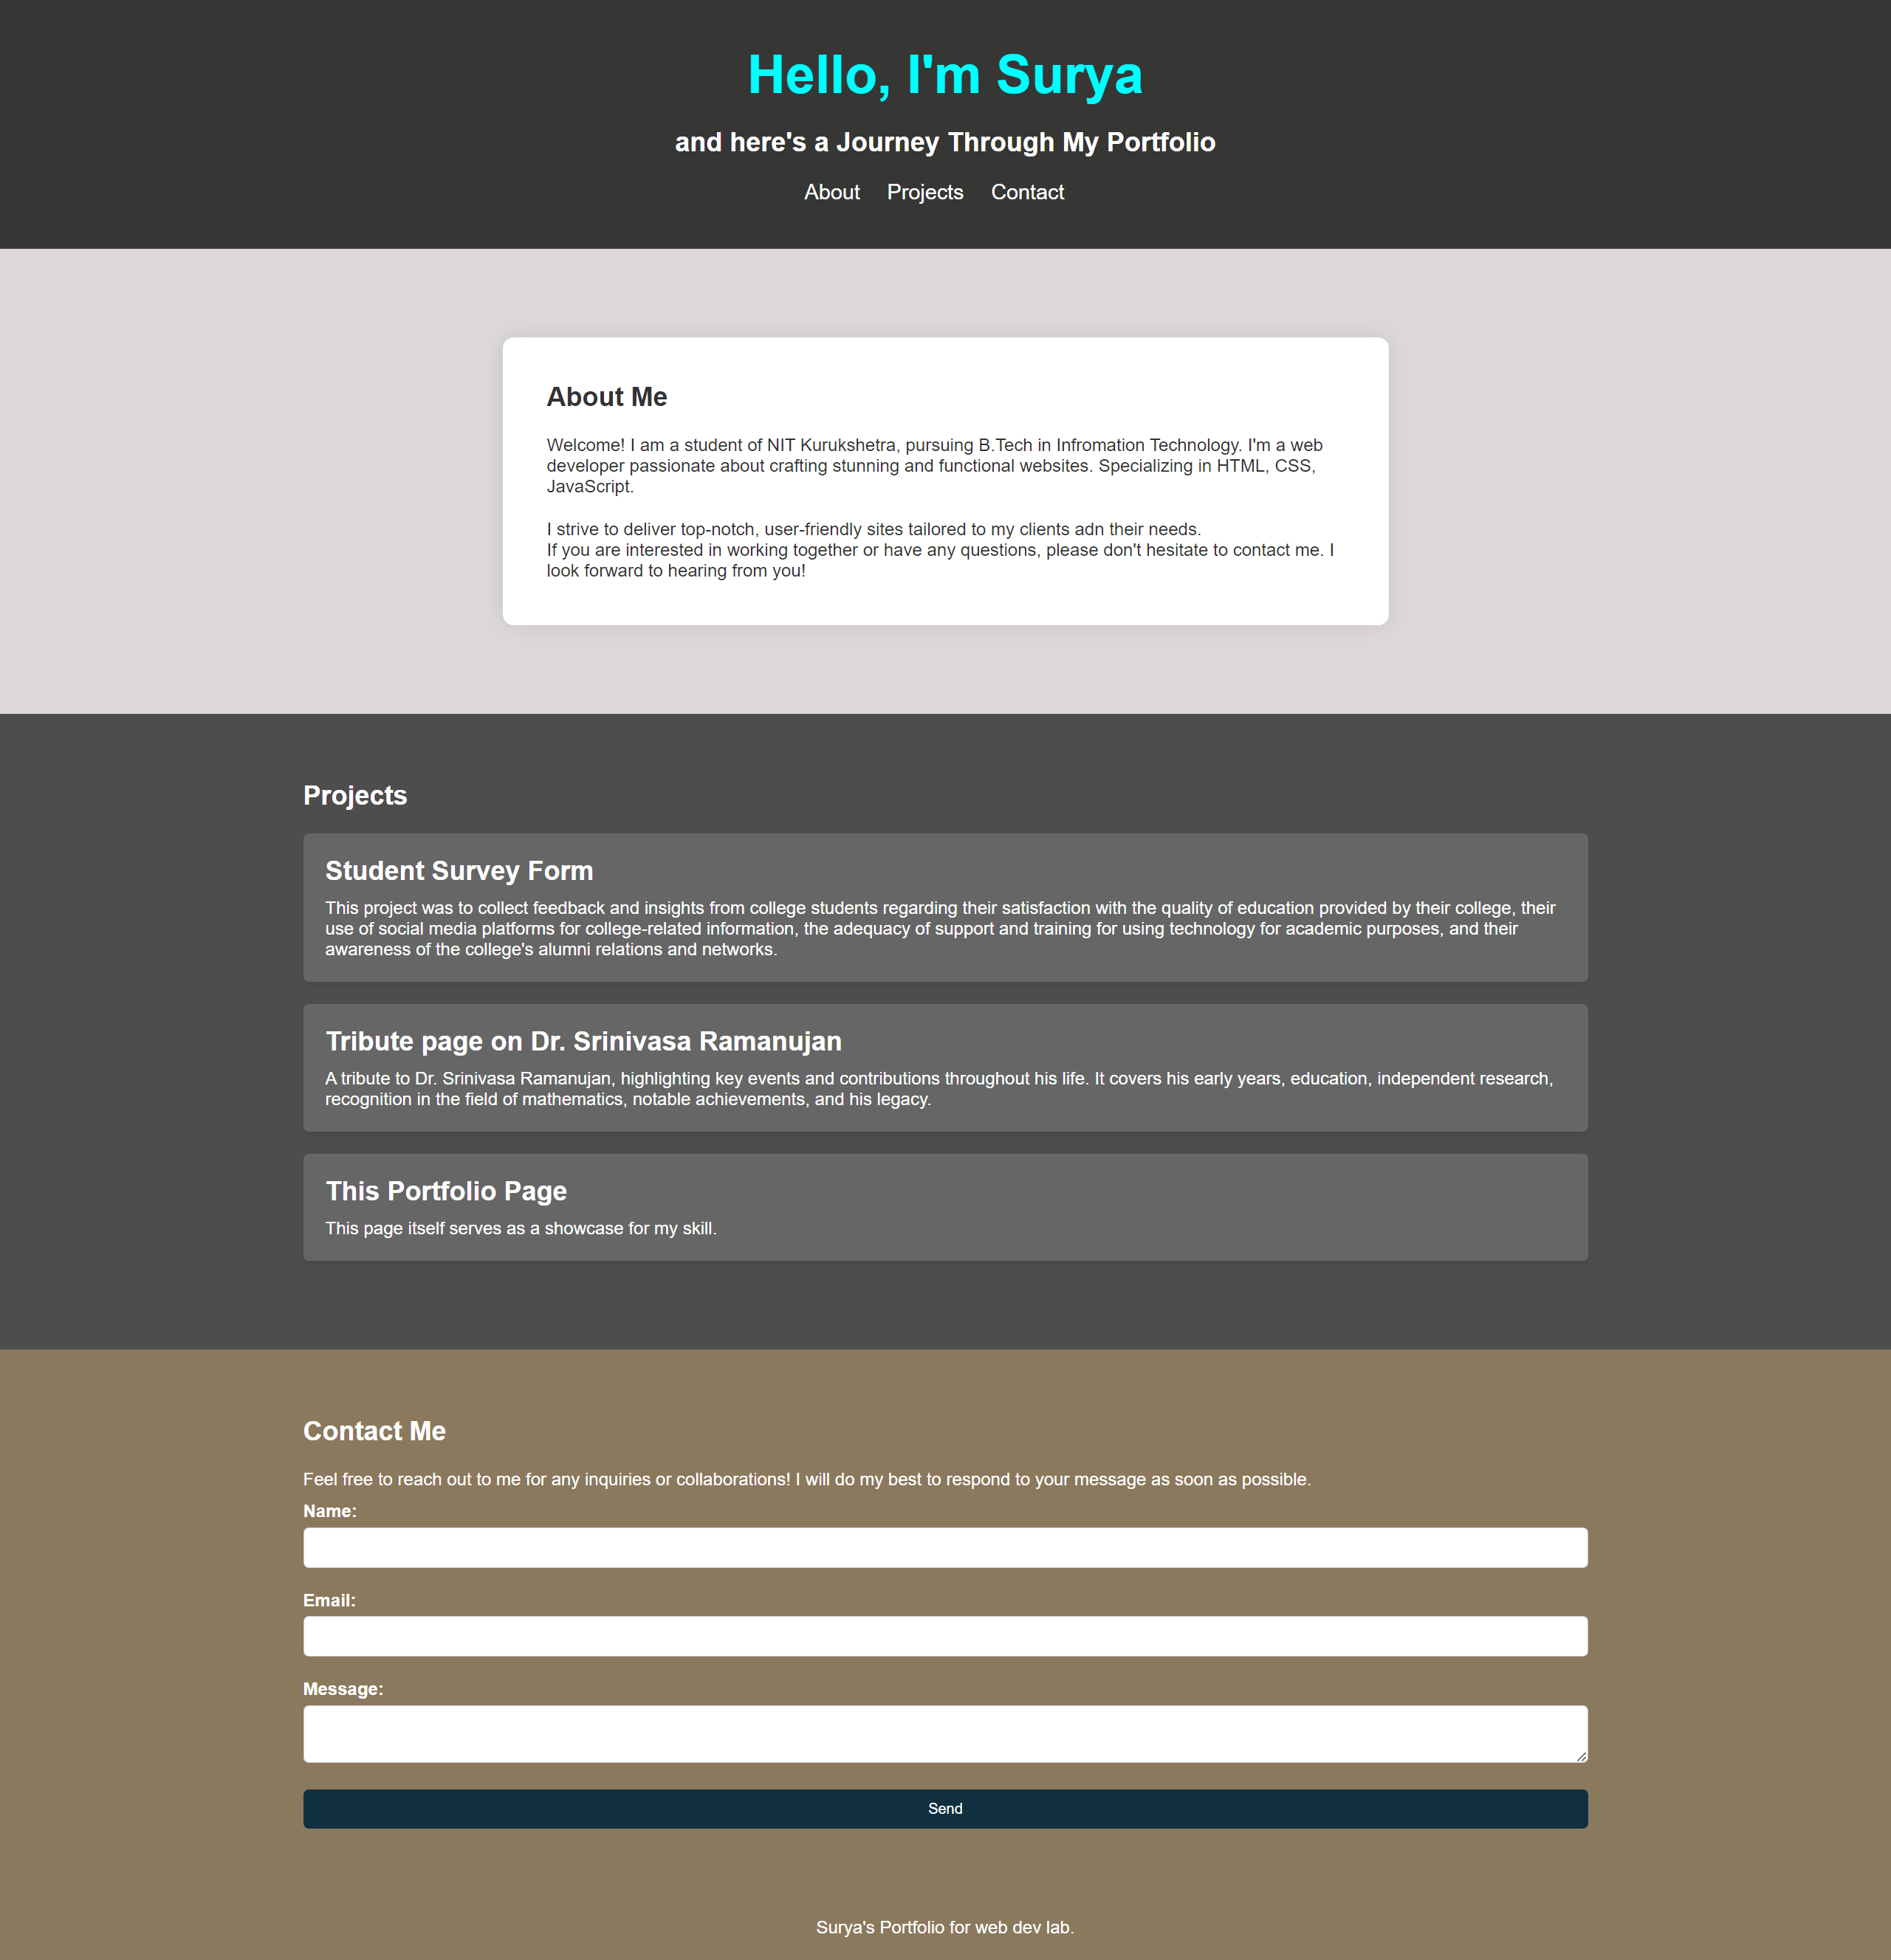 Hello, I'm Surya
and here's a Journey Through My Portfolio
About Projects Contact
About Me
Welcome! I am a student of NIT Kurukshetra, pursuing B.Tech in Infromation Technology. I'm a web
developer passionate about crafting stunning and functional websites. Specializing in HTML, CSS,
JavaScript.
I strive to deliver top-notch, user-friendly sites tailored to my clients adn their needs.
If you are interested in working together or have any questions, please don't hesitate to contact me. I
look forward to hearing from you!
Projects
Student Survey Form
This project was to collect feedback and insights from college students regarding their satisfaction with the quality of education provided by their college, their
use of social media platforms for college-related information, the adequacy of support and training for using technology for academic purposes, and their
awareness of the college's alumni relations and networks.
Tribute page on Dr. Srinivasa Ramanujan
A tribute to Dr. Srinivasa Ramanujan, highlighting key events and contributions throughout his life. It covers his early years, education, independent research,
recognition in the field of mathematics, notable achievements, and his legacy.
This Portfolio Page
This page itself serves as a showcase for my skill.
Contact Me
Feel free to reach out to me for any inquiries or collaborations! I will do my best to respond to your message as soon as possible.
Name:
Email:
Message:
Send
Surya's Portfolio for web dev lab.